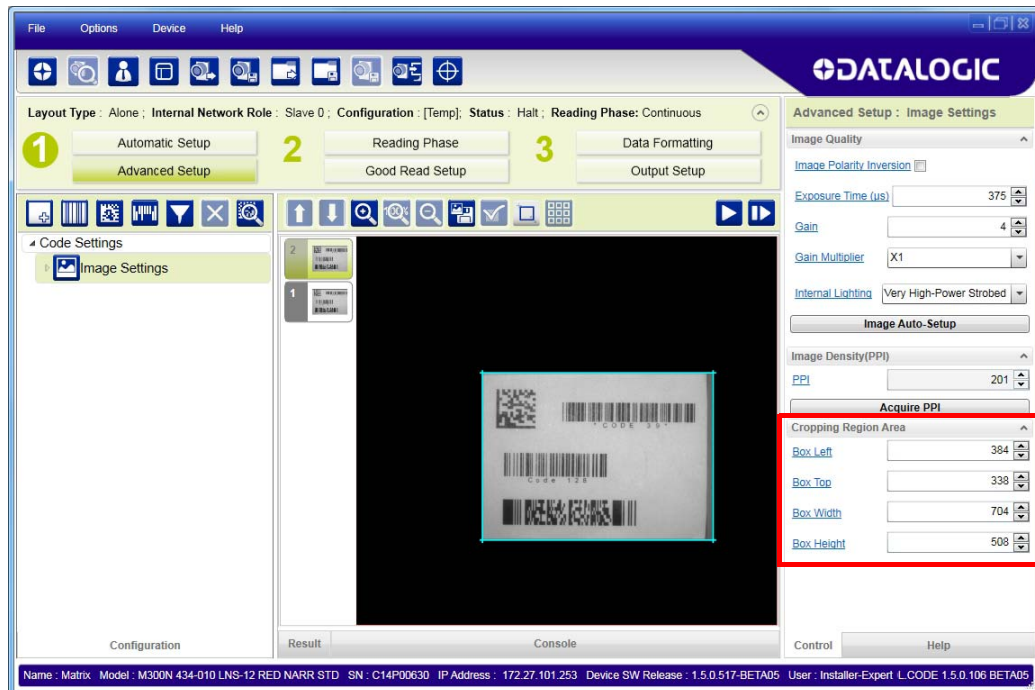 File Options Device Help
DATALOGIC
Layout Type : Alone ; Internal Network Role : Slave 0 ; Configuration : [Temp]; Status : Halt ; Reading Phase: Continuous
1 Automatic Setup 2 Reading Phase 3 Data Formatting
Advanced Setup Good Read Setup Output Setup
Code Settings
Image Settings
100%
2
1
*CODE 39*
Code 128
Advanced Setup : Image Settings
Image Quality
Image Polarity Inversion
Exposure Time (µs) 375
Gain 4
Gain Multiplier X1
Internal Lighting Very High-Power Strobed
Image Auto-Setup
Image Density(PPI)
PPI 201
Acquire PPI
Cropping Region Area
Box Left 384
Box Top 338
Box Width 704
Box Height 508
Configuration Result Console Control Help
Name : Matrix Model : M300N 434-010 LNS-12 RED NARR STD SN : C14P00630 IP Address : 172.27.101.253 Device SW Release : 1.5.0.517-BETA05 User : Installer-Expert L.CODE 1.5.0.106 BETA05